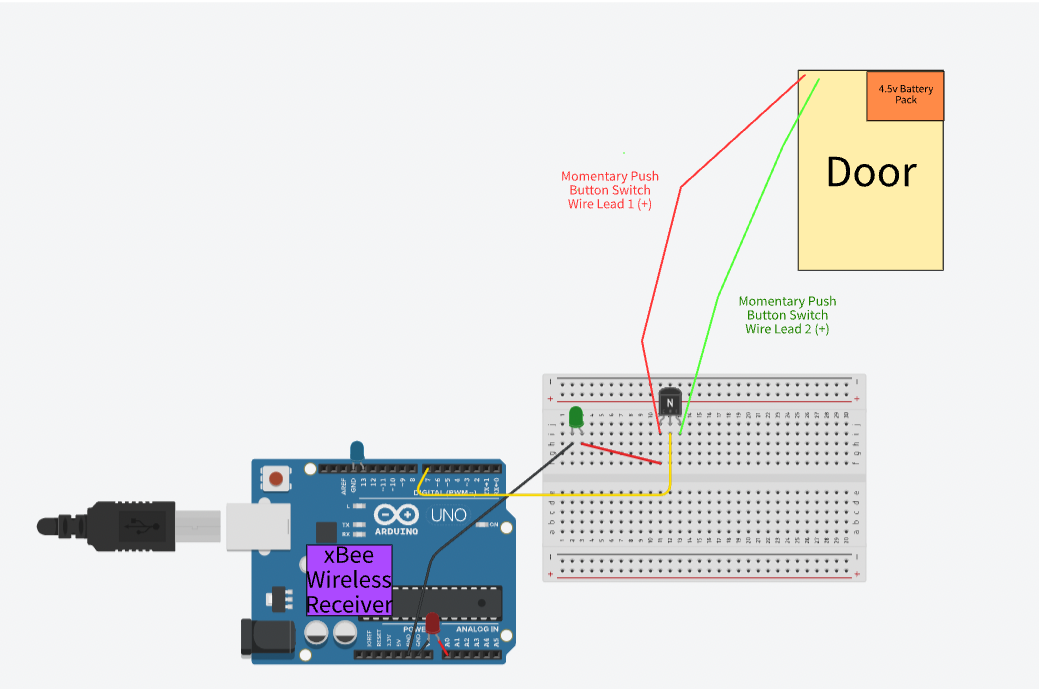 4.5v Battery
Pack
Door
Momentary Push
Button Switch
Wire Lead 1 (+)
Momentary Push
Button Switch
Wire Lead 2 (+)
N
AREF
GND
13
12
~11
~10
~9
8
7
~6
~5
4
~3
2
TX→1
RX←0
DIGITAL (PWM~)
L
TX
RX
UNO
ARDUINO
ON
xBee
Wireless
Receiver
POWER
ANALOG IN
IOREF
RESET
3.3V
5V
GND
GND
A0
A1
A2
A3
A4
A5